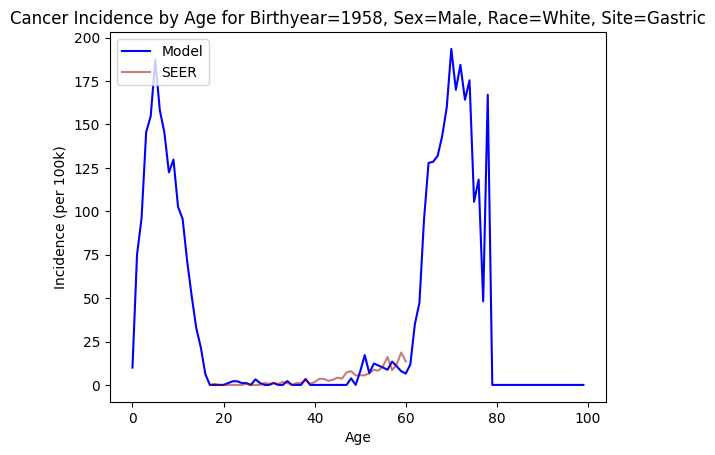 Cancer Incidence by Age for Birthyear=1958, Sex=Male, Race=White, Site=Gastric
Model
SEER
200
175
150
125
100
75
50
25
0
Incidence (per 100k)
0 20 40 60 80 100
Age